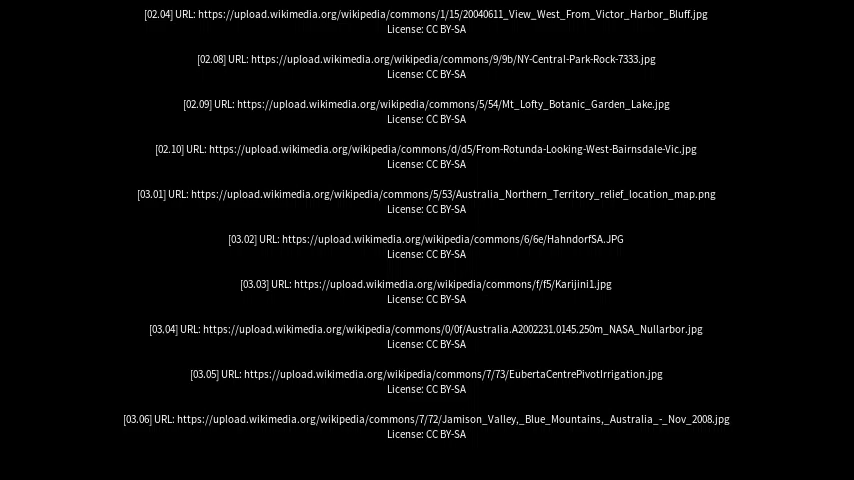 [02.04] URL: https://upload.wikimedia.org/wikipedia/commons/1/15/20040611_View_West_From_Victor_Harbor_Bluff.jpg
License: CC BY-SA
[02.08] URL: https://upload.wikimedia.org/wikipedia/commons/9/9b/NY-Central-Park-Rock-7333.jpg
License: CC BY-SA
[02.09] URL: https://upload.wikimedia.org/wikipedia/commons/5/54/Mt_Lofty_Botanic_Garden_Lake.jpg
License: CC BY-SA
[02.10] URL: https://upload.wikimedia.org/wikipedia/commons/d/d5/From-Rotunda-Looking-West-Bairnsdale-Vic.jpg
License: CC BY-SA
[03.01] URL: https://upload.wikimedia.org/wikipedia/commons/5/53/Australia_Northern_Territory_relief_location_map.png
License: CC BY-SA
[03.02] URL: https://upload.wikimedia.org/wikipedia/commons/6/6e/HahndorfSA.JPG
License: CC BY-SA
[03.03] URL: https://upload.wikimedia.org/wikipedia/commons/f/f5/Karijini1.jpg
License: CC BY-SA
[03.04] URL: https://upload.wikimedia.org/wikipedia/commons/0/0f/Australia.A2002231.0145.250m_NASA_Nullarbor.jpg
License: CC BY-SA
[03.05] URL: https://upload.wikimedia.org/wikipedia/commons/7/73/EubertaCentrePivotIrrigation.jpg
License: CC BY-SA
[03.06] URL: https://upload.wikimedia.org/wikipedia/commons/7/72/Jamison_Valley,_Blue_Mountains,_Australia_-_Nov_2008.jpg
License: CC BY-SA